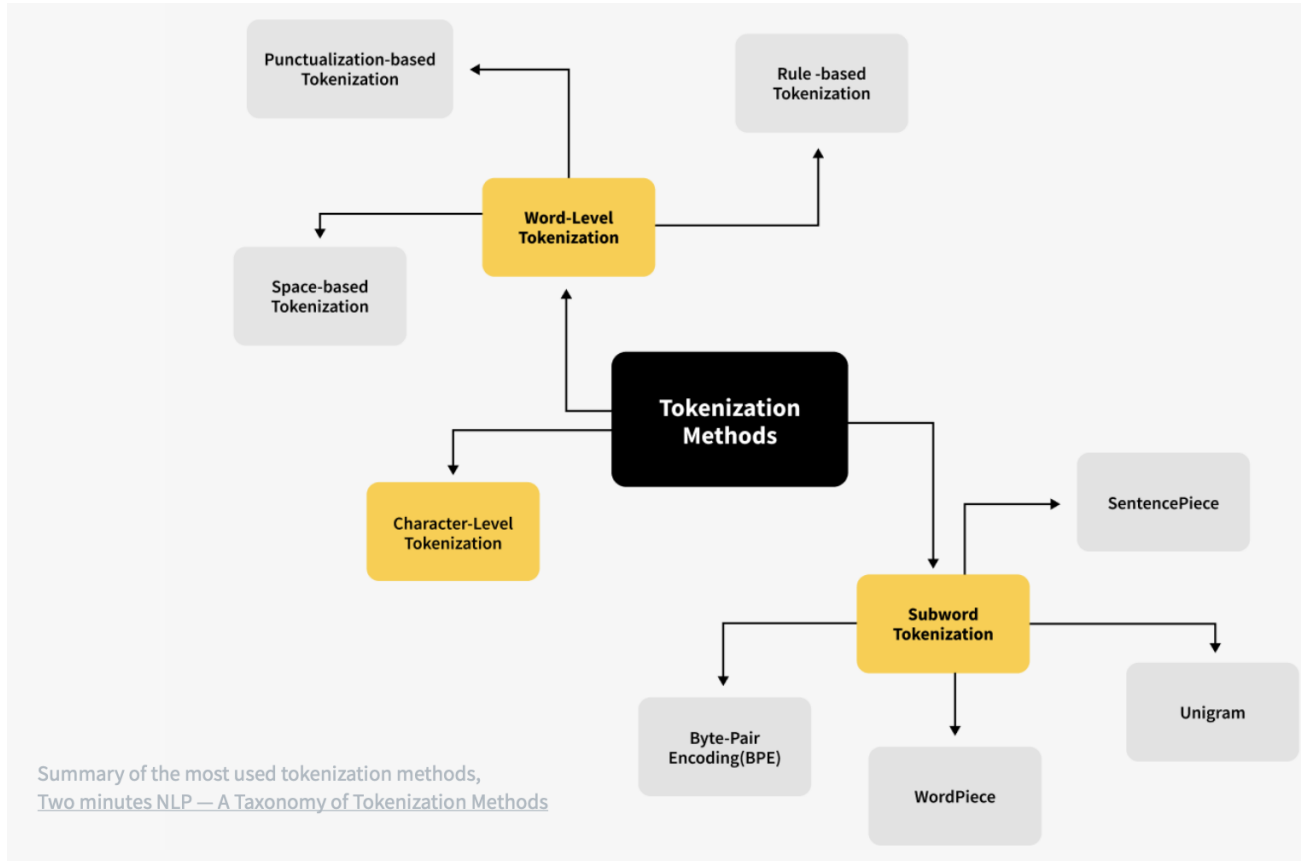 Punctualization-based
Tokenization
Rule -based
Tokenization
Word-Level
Tokenization
Space-based
Tokenization
Tokenization
Methods
Character-Level
Tokenization
SentencePiece
Subword
Tokenization
Unigram
Byte-Pair
Encoding(BPE)
WordPiece
Summary of the most used tokenization methods,
Two minutes NLP — A Taxonomy of Tokenization Methods